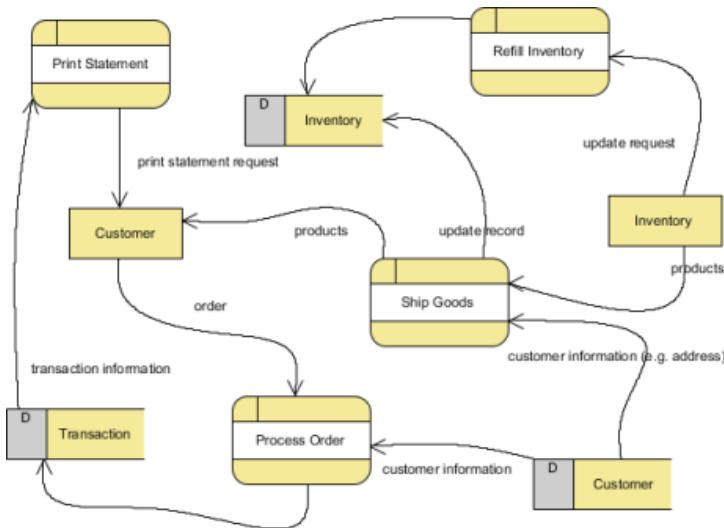 Print Statement
Refill Inventory
D
Inventory
update request
print statement request
Customer
products
update record
Inventory
products
Ship Goods
order
customer information (e.g. address)
transaction information
D
Transaction
Process Order
customer information
D
Customer